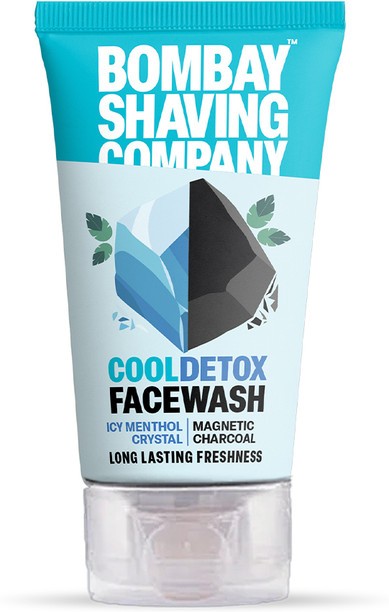 BOMBAY™
SHAVING
COMPANY
COOLDETOX
FACEWASH
ICY MENTHOL | MAGNETIC
CRYSTAL | CHARCOAL
LONG LASTING FRESHNESS